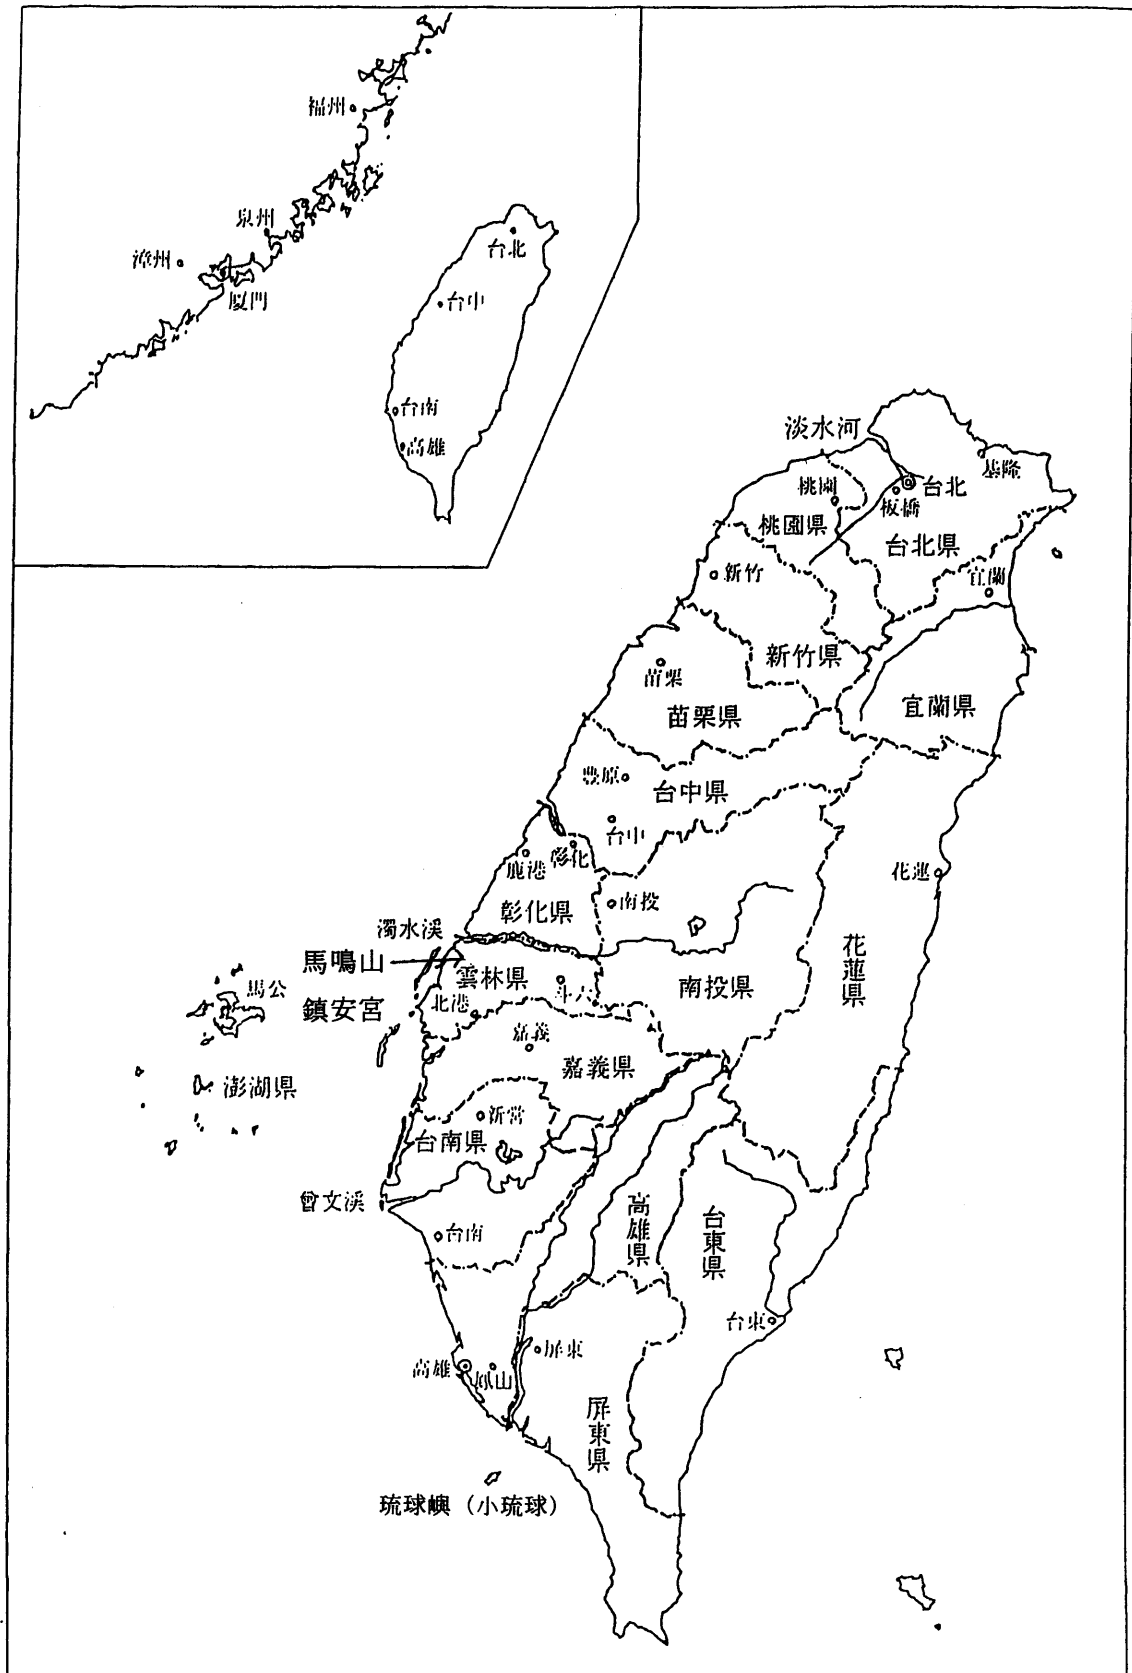 福州
泉州
漳州
厦門
台北
台中
台南
高雄
淡水河
基隆
桃園
台北
板橋
桃園県
台北県
新竹
宜蘭
新竹県
苗栗
宜蘭県
苗栗県
豊原
台中県
台中
彰化
鹿港
花蓮
南投
彰化県
濁水渓
花蓮県
馬鳴山
鎮安宮
雲林県
斗六
南投県
馬公
北港
嘉義
嘉義県
澎湖県
新営
台南県
曾文渓
台南
高雄県
台東県
台東
屏東
高雄
鳳山
屏東県
琉球嶼（小琉球）